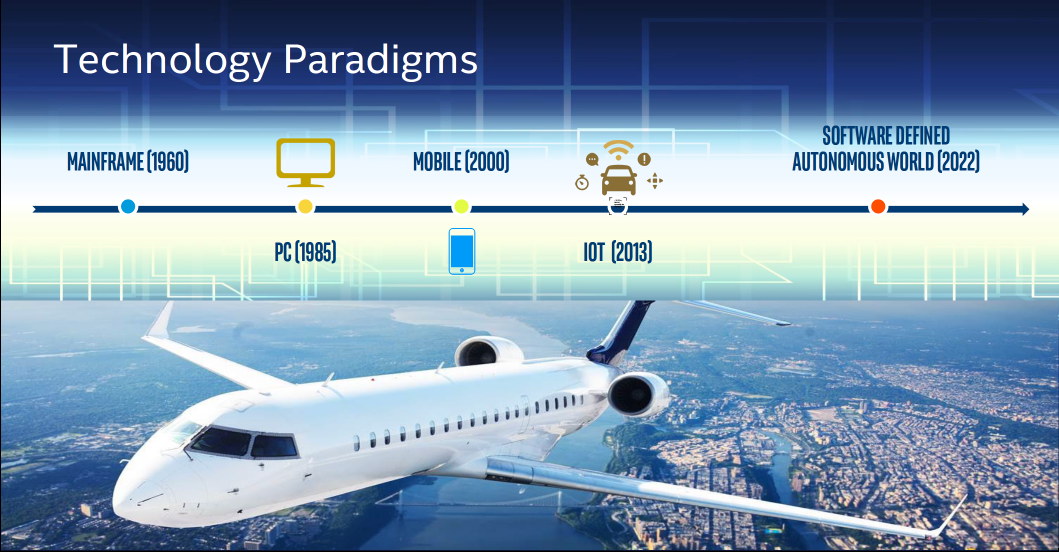 Technology Paradigms
MAINFRAME (1960)
PC (1985)
MOBILE (2000)
IOT (2013)
SOFTWARE DEFINED
AUTONOMOUS WORLD (2022)